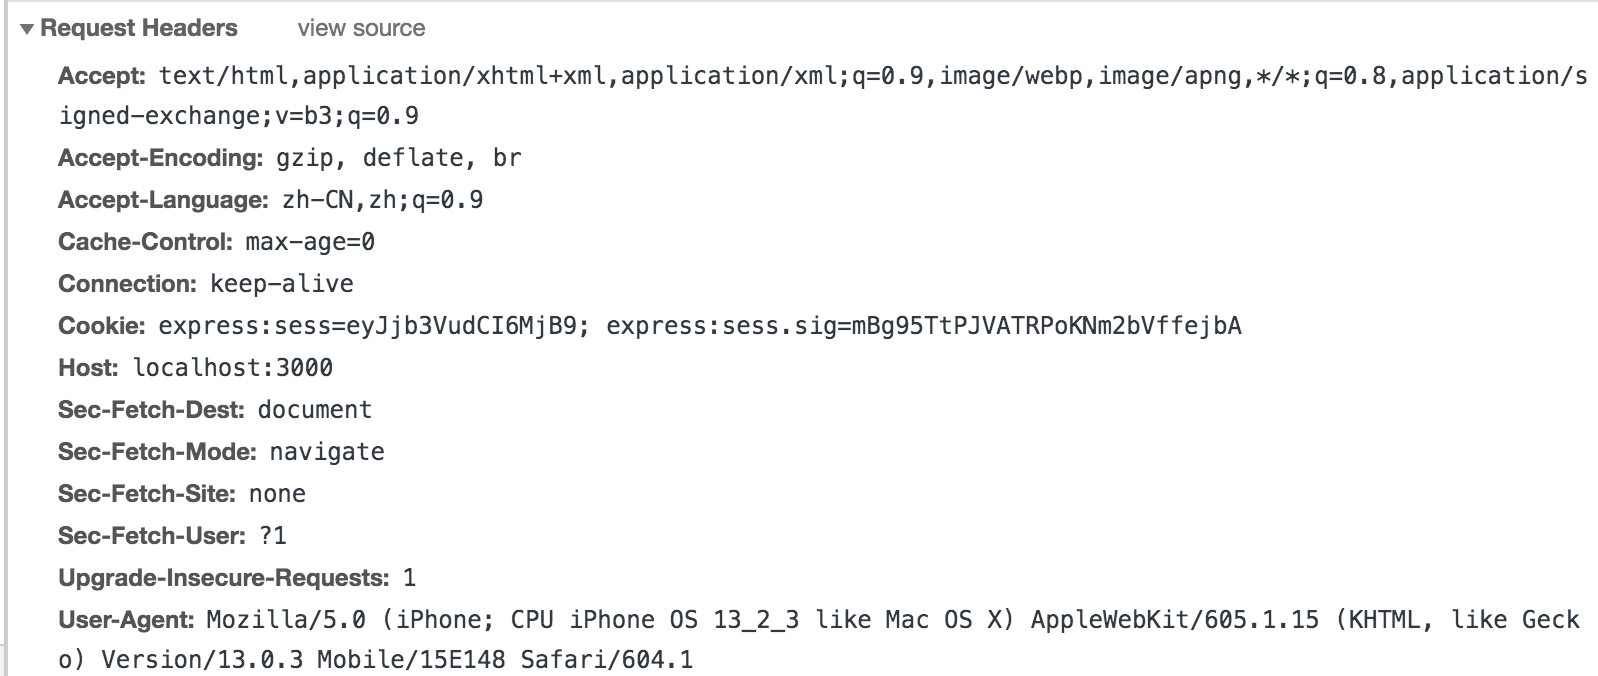 ▼ Request Headers view source
Accept: text/html,application/xhtml+xml,application/xml;q=0.9,image/webp,image/apng,*/*;q=0.8,application/s
igned-exchange;v=b3;q=0.9
Accept-Encoding: gzip, deflate, br
Accept-Language: zh-CN,zh;q=0.9
Cache-Control: max-age=0
Connection: keep-alive
Cookie: express:sess=eyJjb3VudCI6MjB9; express:sess.sig=mBg95TtPJVATRPoKNm2bVffejbA
Host: localhost:3000
Sec-Fetch-Dest: document
Sec-Fetch-Mode: navigate
Sec-Fetch-Site: none
Sec-Fetch-User: ?1
Upgrade-Insecure-Requests: 1
User-Agent: Mozilla/5.0 (iPhone; CPU iPhone OS 13_2_3 like Mac OS X) AppleWebKit/605.1.15 (KHTML, like Geck
o) Version/13.0.3 Mobile/15E148 Safari/604.1